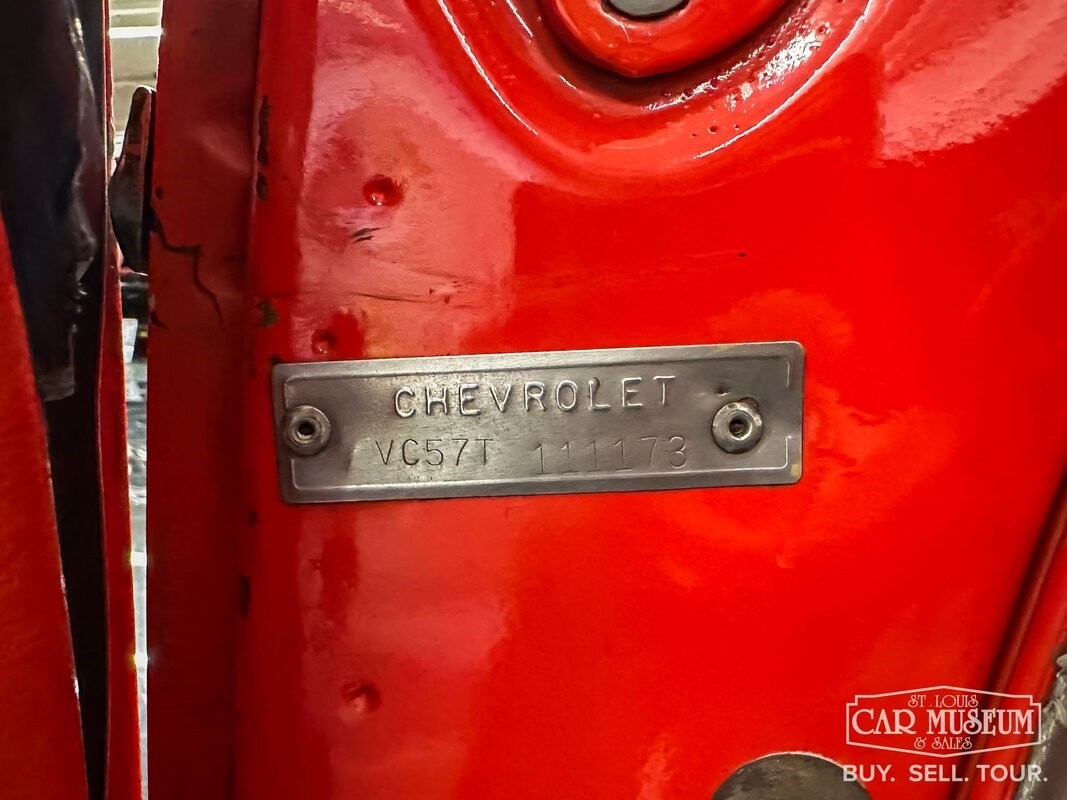 CHEVROLET
VC57T 111173
ST. LOUIS
CAR MUSEUM
& SALES
BUY. SELL. TOUR.